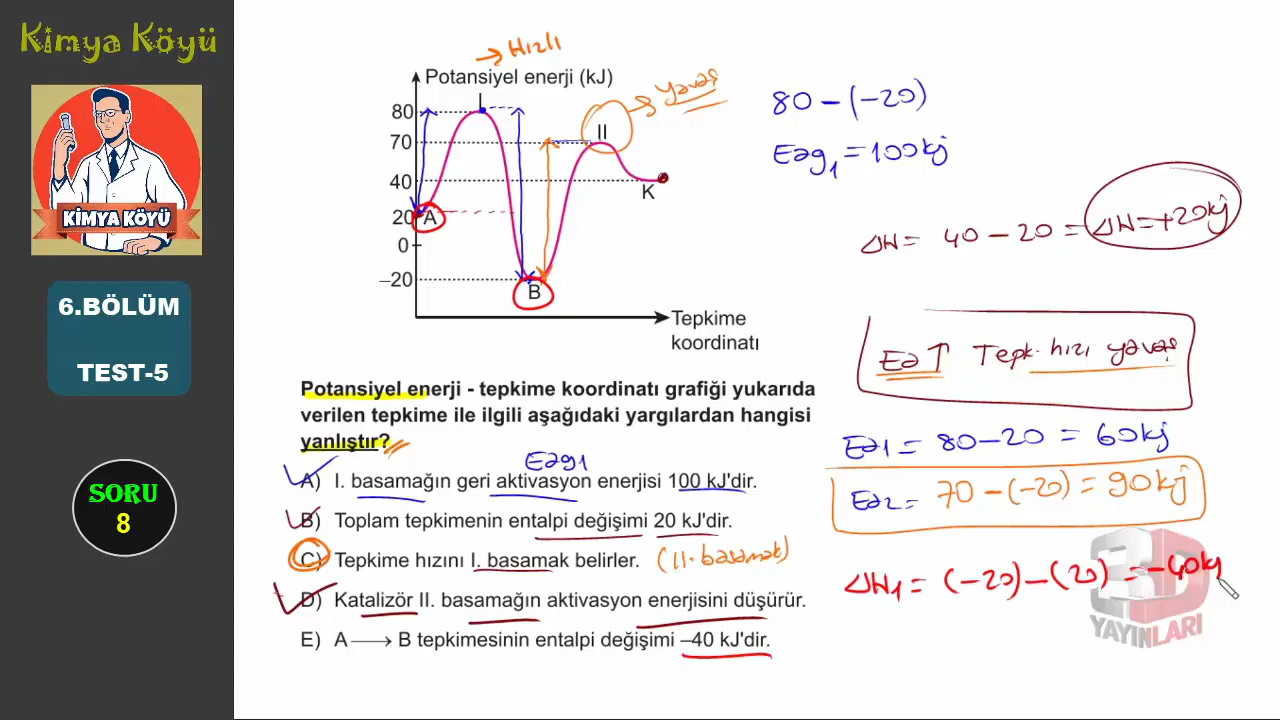 Kimya Köyü
KİMYA KÖYÜ
6.BÖLÜM
TEST-5
SORU
8
→ Hızlı
Potansiyel enerji (kJ)
yavaş
80
I
70
II
40
K
20
A
0
–20
B
Tepkime
koordinatı
80 - (-20)
Eag1 = 100kj
ΔH = 40 - 20 = ΔH = +20kj
Ea ↑ Tepk. hızı yavaş
Potansiyel enerji - tepkime koordinatı grafiği yukarıda
verilen tepkime ile ilgili aşağıdaki yargılardan hangisi
yanlıştır?
Eag1
A) I. basamağın geri aktivasyon enerjisi 100 kJ'dir.
B) Toplam tepkimenin entalpi değişimi 20 kJ'dir.
C) Tepkime hızını I. basamak belirler. (II. basamak)
D) Katalizör II. basamağın aktivasyon enerjisini düşürür.
E) A → B tepkimesinin entalpi değişimi –40 kJ'dir.
Ea1 = 80-20 = 60kj
Ea2 = 70 - (-20) = 90kj
ΔH1 = (-20) - (20) = -40kj
3D
YAYINLARI